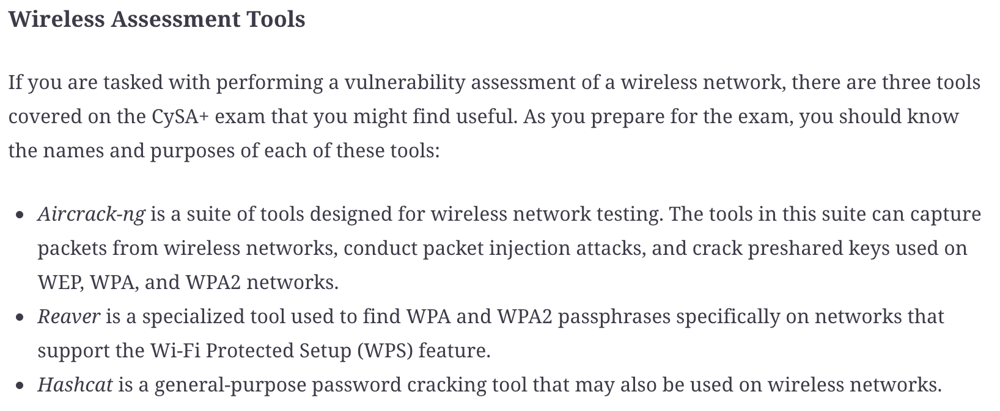 Wireless Assessment Tools
If you are tasked with performing a vulnerability assessment of a wireless network, there are three tools
covered on the CySA+ exam that you might find useful. As you prepare for the exam, you should know
the names and purposes of each of these tools:
• Aircrack-ng is a suite of tools designed for wireless network testing. The tools in this suite can capture
packets from wireless networks, conduct packet injection attacks, and crack preshared keys used on
WEP, WPA, and WPA2 networks.
• Reaver is a specialized tool used to find WPA and WPA2 passphrases specifically on networks that
support the Wi-Fi Protected Setup (WPS) feature.
• Hashcat is a general-purpose password cracking tool that may also be used on wireless networks.